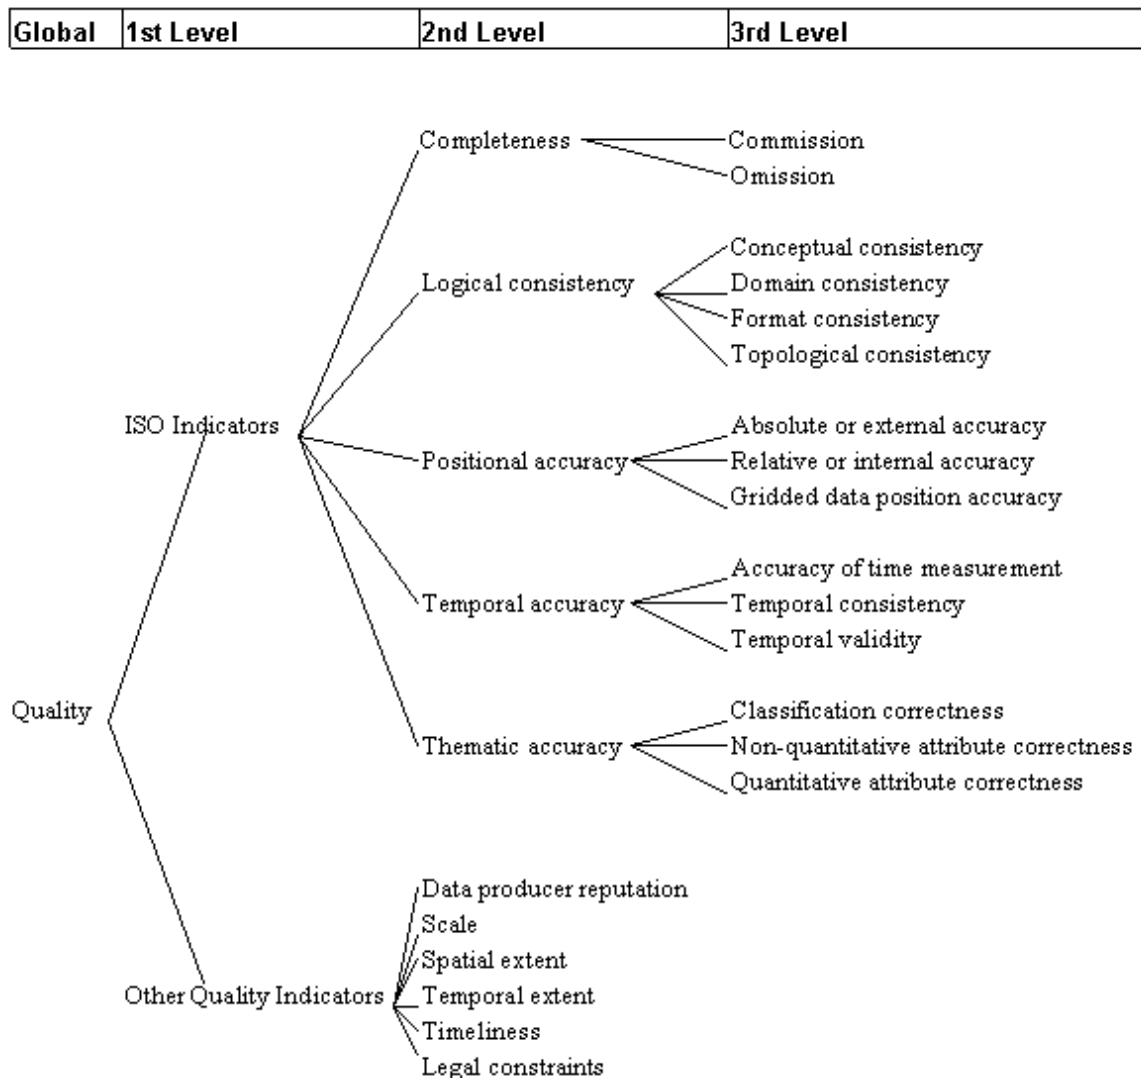 Global 1st Level 2nd Level 3rd Level
Completeness Commission
Omission
Conceptual consistency
Logical consistency Domain consistency
Format consistency
Topological consistency
ISO Indicators Absolute or external accuracy
Positional accuracy Relative or internal accuracy
Gridded data position accuracy
Accuracy of time measurement
Temporal accuracy Temporal consistency
Temporal validity
Quality Classification correctness
Thematic accuracy Non-quantitative attribute correctness
Quantitative attribute correctness
Data producer reputation
Scale
Spatial extent
Other Quality Indicators Temporal extent
Timeliness
Legal constraints